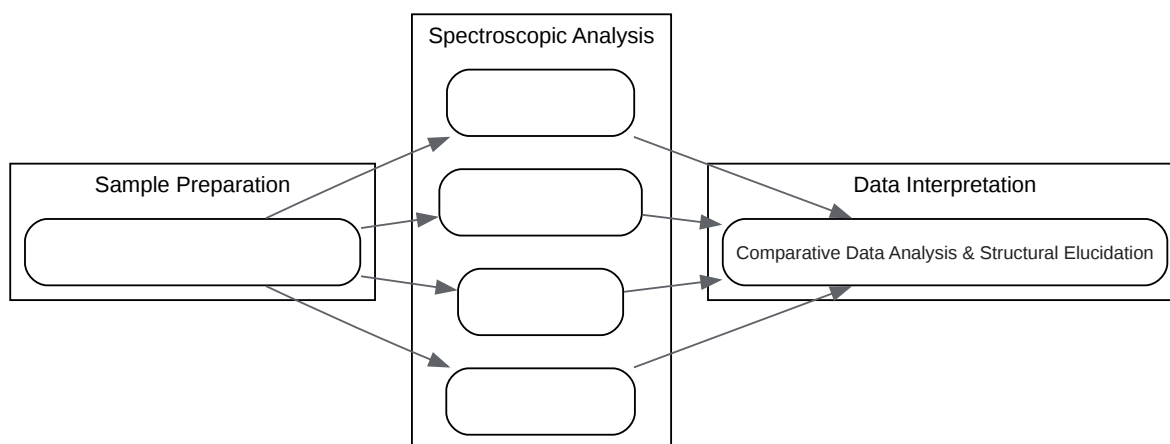 Spectroscopic Analysis
Sample Preparation
Data Interpretation
Comparative Data Analysis & Structural Elucidation